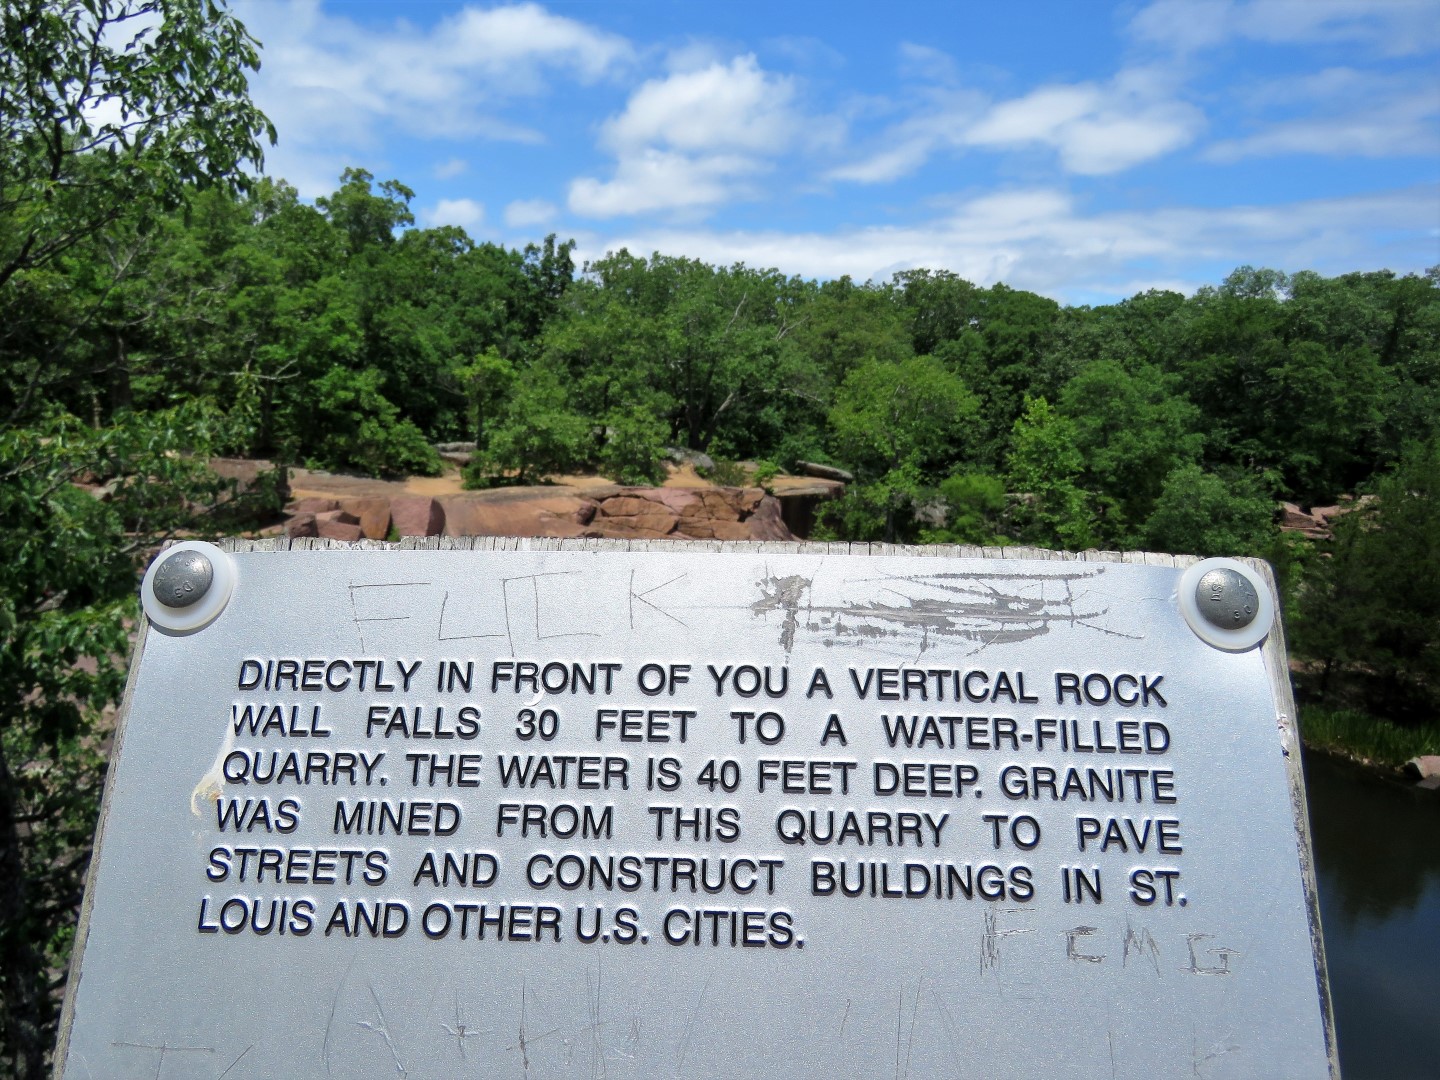 FUCK
DIRECTLY IN FRONT OF YOU A VERTICAL ROCK
WALL FALLS 30 FEET TO A WATER-FILLED
QUARRY. THE WATER IS 40 FEET DEEP. GRANITE
WAS MINED FROM THIS QUARRY TO PAVE
STREETS AND CONSTRUCT BUILDINGS IN ST.
LOUIS AND OTHER U.S. CITIES.